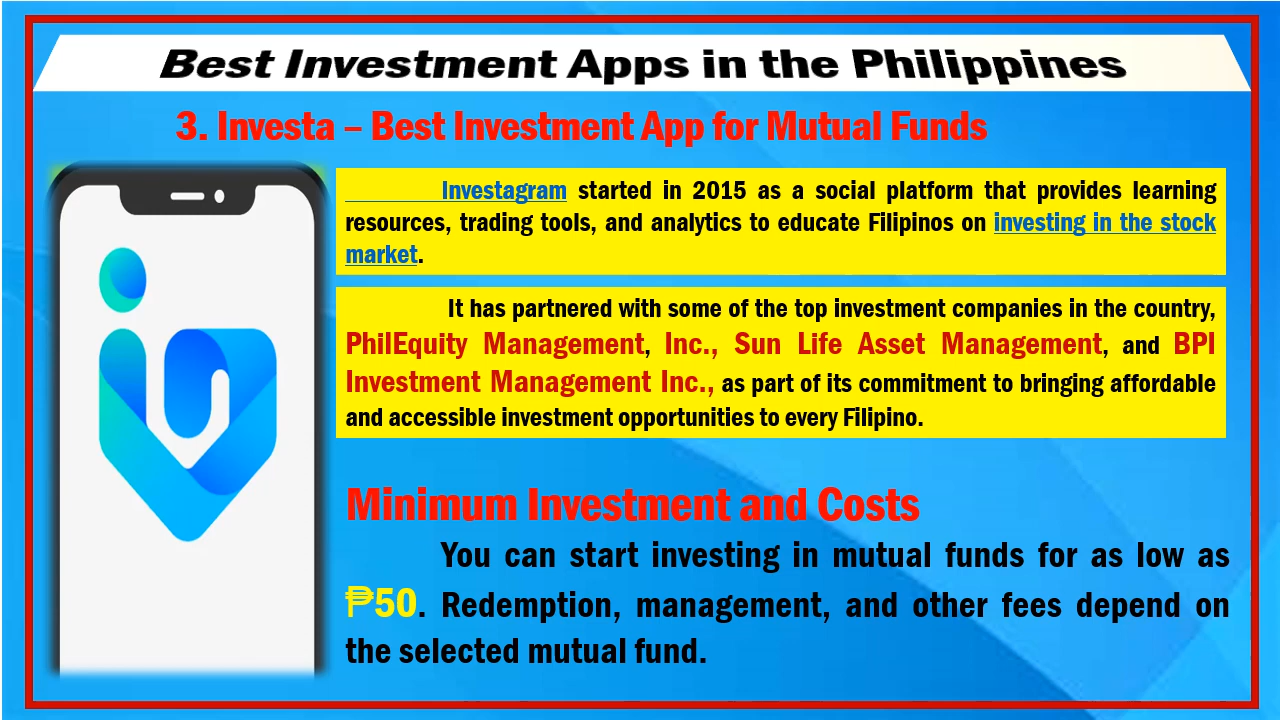 Best Investment Apps in the Philippines
3. Investa – Best Investment App for Mutual Funds
Investagram started in 2015 as a social platform that provides learning
resources, trading tools, and analytics to educate Filipinos on investing in the stock
market.
It has partnered with some of the top investment companies in the country,
PhilEquity Management, Inc., Sun Life Asset Management, and BPI
Investment Management Inc., as part of its commitment to bringing affordable
and accessible investment opportunities to every Filipino.
Minimum Investment and Costs
You can start investing in mutual funds for as low as
₱50. Redemption, management, and other fees depend on
the selected mutual fund.